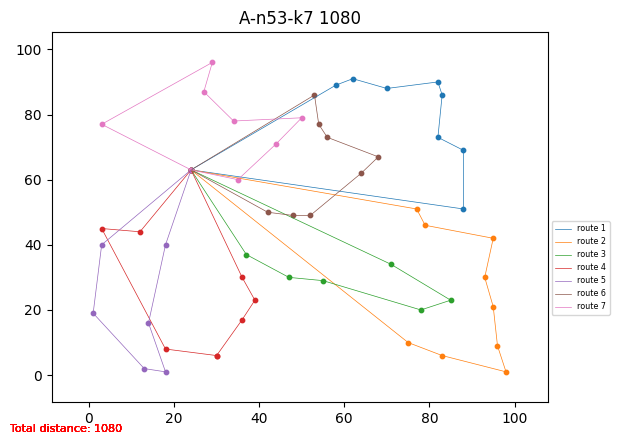 A-n53-k7 1080
100
80
60
40
20
0
0 20 40 60 80 100
route 1
route 2
route 3
route 4
route 5
route 6
route 7
Total distance: 1080